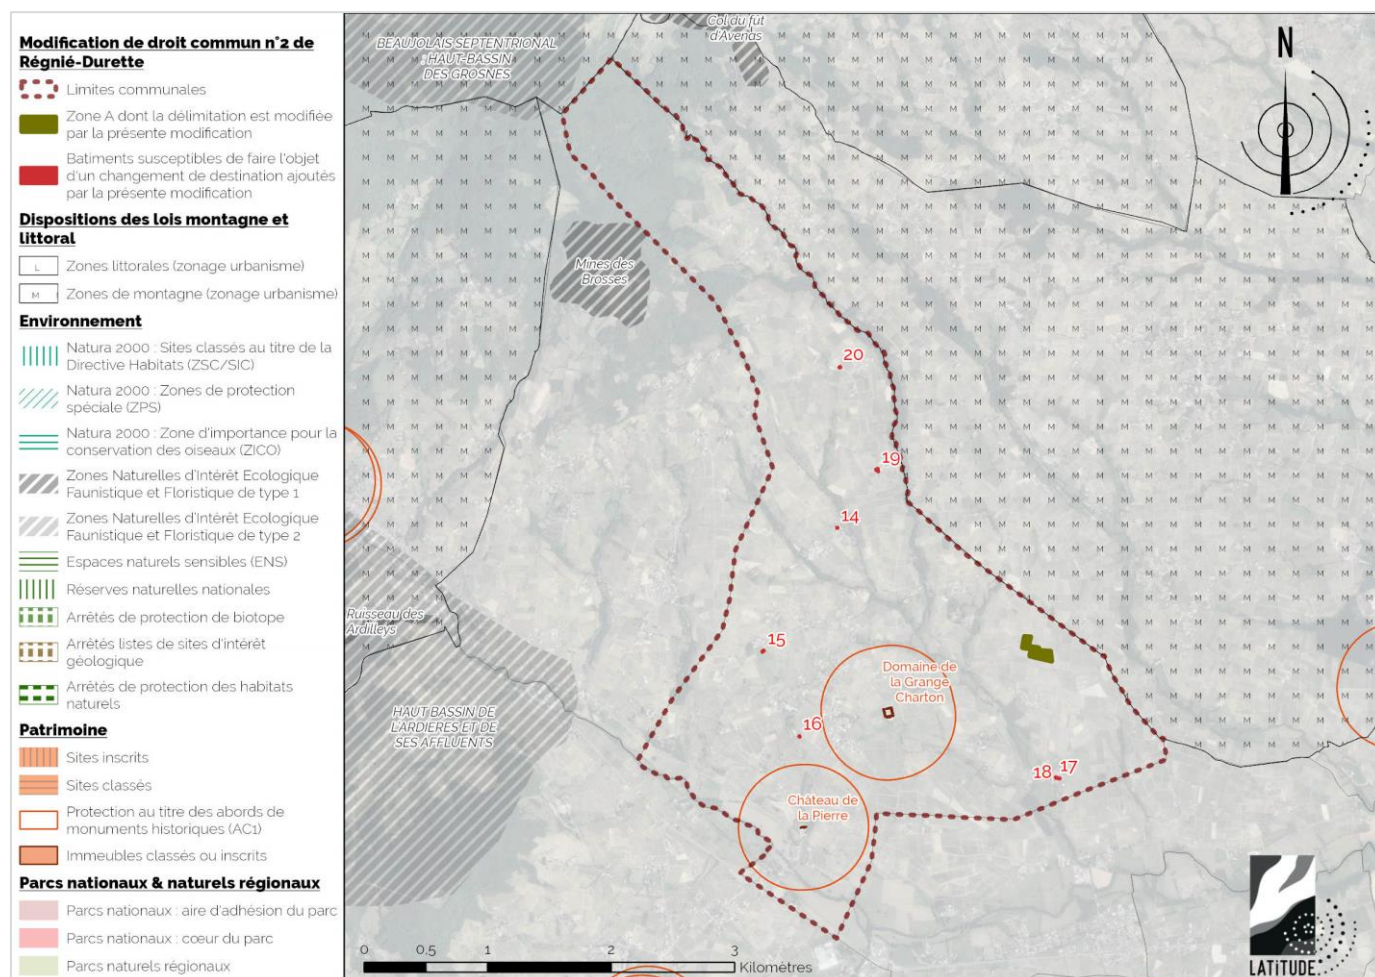 Modification de droit commun n°2 de
Régnié-Durette
Limites communales
Zone A dont la délimitation est modifiée
par la présente modification
Batiments susceptibles de faire l'objet
d'un changement de destination ajoutés
par la présente modification
Dispositions des lois montagne et
littoral
L Zones littorales (zonage urbanisme)
M Zones de montagne (zonage urbanisme)
Environnement
Natura 2000 : Sites classés au titre de la
Directive Habitats (ZSC/SIC)
Natura 2000 : Zones de protection
spéciale (ZPS)
Natura 2000 : Zone d'importance pour la
conservation des oiseaux (ZICO)
Zones Naturelles d'Intérêt Ecologique
Faunistique et Floristique de type 1
Zones Naturelles d'Intérêt Ecologique
Faunistique et Floristique de type 2
Espaces naturels sensibles (ENS)
Réserves naturelles nationales
Arrêtés de protection de biotope
Arrêtés listes de sites d'intérêt
géologique
Arrêtés de protection des habitats
naturels
Patrimoine
Sites inscrits
Sites classés
Protection au titre des abords de
monuments historiques (AC1)
Immeubles classés ou inscrits
Parcs nationaux & naturels régionaux
Parcs nationaux : aire d'adhésion du parc
Parcs nationaux : cœur du parc
Parcs naturels régionaux
BEAUJOLAIS SEPTENTRIONAL
: HAUT-BASSIN
DES GROSNES
Col du fût
d'Avenas
N
Mines des
Brosses
20
19
14
Ruisseau des
Ardilleys
15
Domaine de
la Grange
Charton
HAUT BASSIN DE
L'ARDIERES ET DE
SES AFFLUENTS
16
18 17
Château de
la Pierre
0 0.5 1 2 3
Kilomètres
LATITUDE